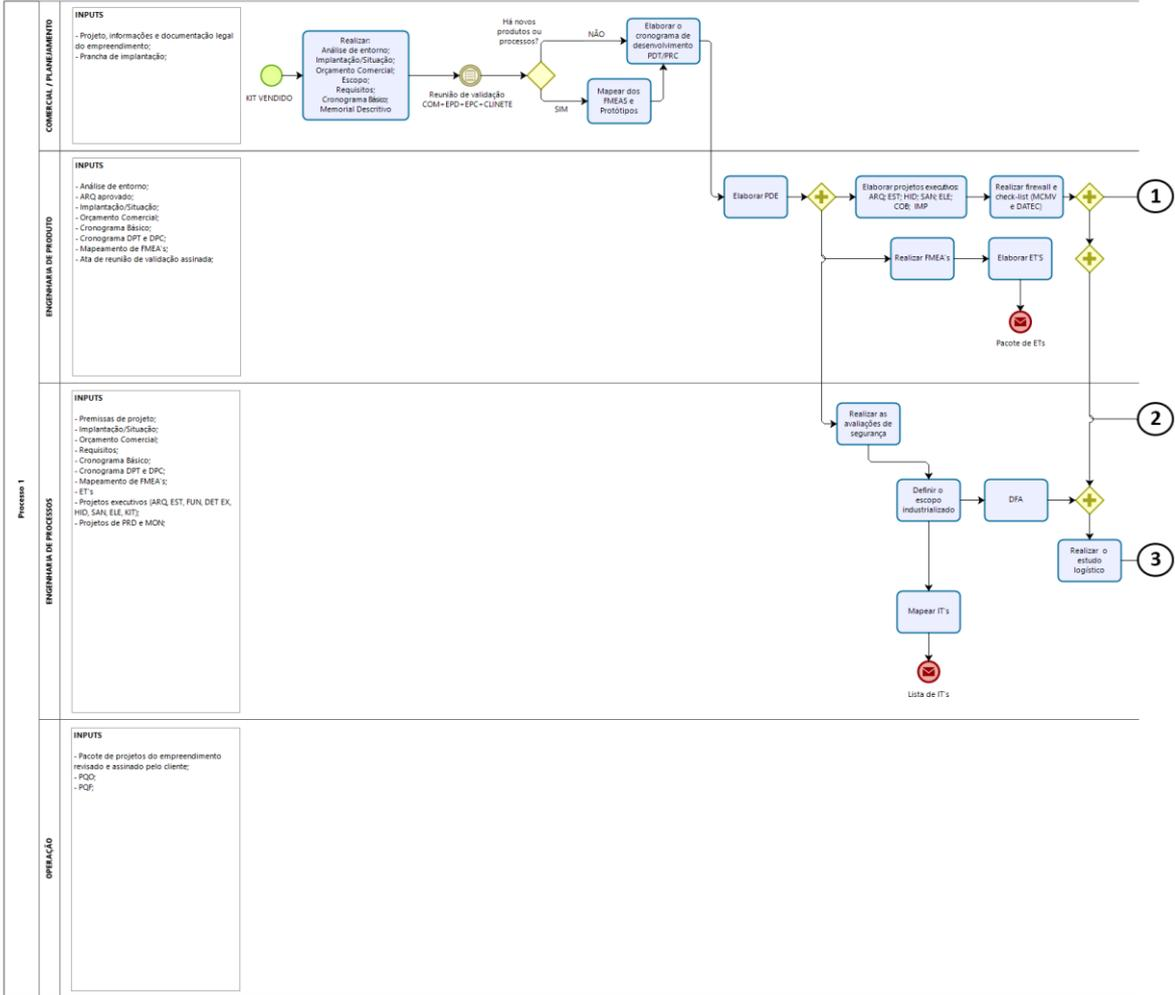 Processo 1
COMERCIAL / PLANEJAMENTO
INPUTS
- Projeto, informações e documentação legal
do empreendimento;
- Prancha de implantação;
KIT VENDIDO
Realizar:
Análise de entorno;
Implantação/Situação;
Orçamento Comercial;
Escopo;
Requisitos;
Cronograma Básico;
Memorial Descritivo
Reunião de validação
COM+EPD+EPC+CLINETE
Há novos
produtos ou
processos?
NÃO
SIM
Elaborar o
cronograma de
desenvolvimento
PDT/PRC
Mapear dos
FMEAS e
Protótipos
ENGENHARIA DE PRODUTO
INPUTS
- Análise de entorno;
- ARQ aprovado;
- Implantação/Situação;
- Orçamento Comercial;
- Cronograma Básico;
- Cronograma DPT e DPC;
- Mapeamento de FMEA's;
- Ata de reunião de validação assinada;
Elaborar PDE
Elaborar projetos executivos:
ARQ; EST; HID; SAN; ELE;
COB; IMP
Realizar firewall e
check-list (MCMV
e DATEC)
1
Realizar FMEA's
Elaborar ET'S
Pacote de ETs
ENGENHARIA DE PROCESSOS
INPUTS
- Premissas de projeto;
- Implantação/Situação;
- Orçamento Comercial;
- Requisitos;
- Cronograma Básico;
- Cronograma DPT e DPC;
- Mapeamento de FMEA's;
- ET's
- Projetos executivos (ARQ, EST, FUN, DET EX,
HID, SAN, ELE, KIT);
- Projetos de PRD e MON;
Realizar as
avaliações de
segurança
2
Definir o
escopo
industrializado
DFA
Realizar o
estudo
logístico
3
Mapear IT's
Lista de IT's
OPERAÇÃO
INPUTS
- Pacote de projetos do empreendimento
revisado e assinado pelo cliente;
- PQO;
- PQF;